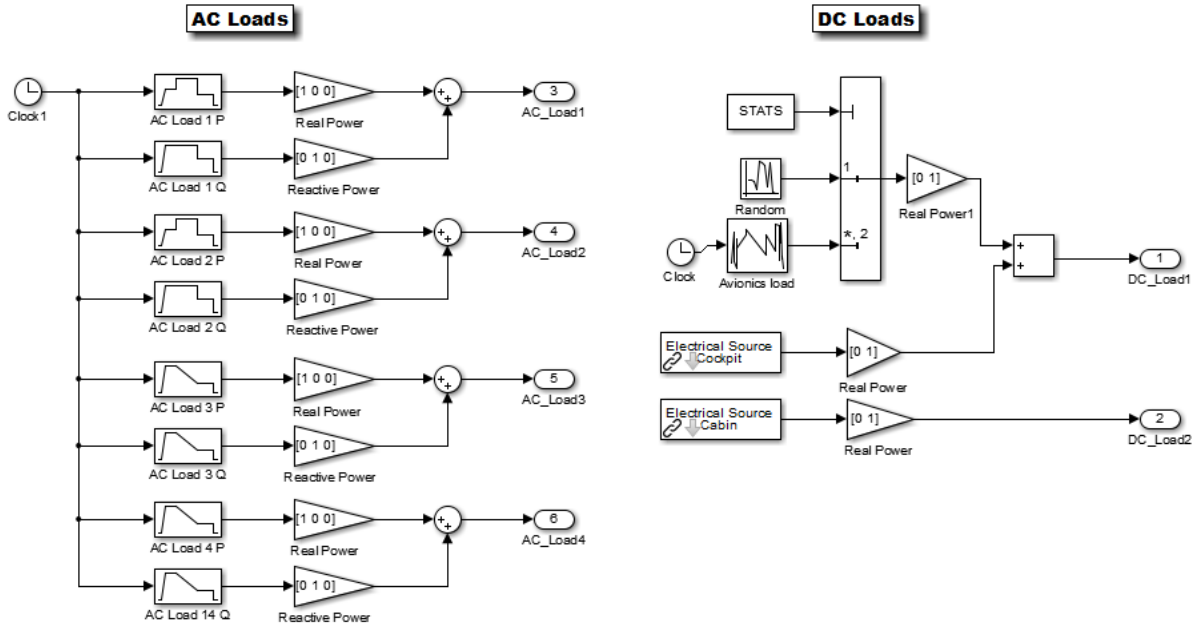 AC Loads
Clock1
AC Load 1 P
[1 0 0]
Real Power
+
+
3
AC_Load1
AC Load 1 Q
[0 1 0]
Reactive Power
AC Load 2 P
[1 0 0]
Real Power
+
+
4
AC_Load2
AC Load 2 Q
[0 1 0]
Reactive Power
AC Load 3 P
[1 0 0]
Real Power
+
+
5
AC_Load3
AC Load 3 Q
[0 1 0]
Reactive Power
AC Load 4 P
[1 0 0]
Real Power
+
+
6
AC_Load4
AC Load 14 Q
[0 1 0]
Reactive Power
DC Loads
STATS
Random
1
*, 2
Clock
Avionics load
[0 1]
Real Power1
+
+
1
DC_Load1
Electrical Source
Cockpit
[0 1]
Real Power
Electrical Source
Cabin
[0 1]
Real Power
2
DC_Load2